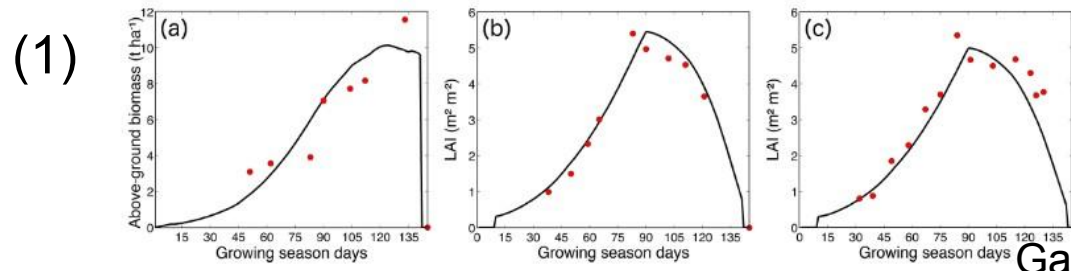 (1)
(a)
Above-ground biomass (t ha⁻¹)
12
10
8
6
4
2
0
15 30 45 60 75 90 105 120 135
Growing season days
(b)
LAI (m² m⁻²)
6
5
4
3
2
1
0
0 15 30 45 60 75 90 105 120 135
Growing season days
(c)
LAI (m² m⁻²)
6
5
4
3
2
1
0
0 15 30 45 60 75 90 105 120 135
Growing season days
Ga